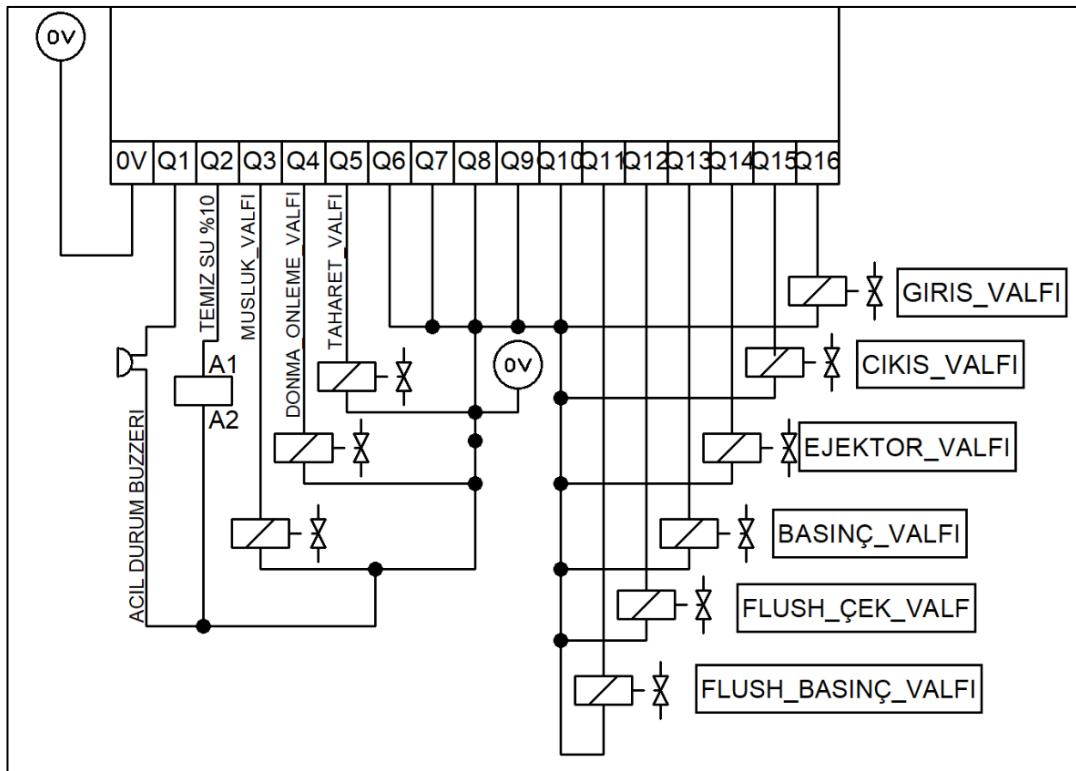 0V
0V Q1 Q2 Q3 Q4 Q5 Q6 Q7 Q8 Q9 Q10 Q11 Q12 Q13 Q14 Q15 Q16
ACIL DURUM BUZZERI
TEMIZ SU %10
MUSLUK_VALFI
DONMA_ONLEME_VALFI
TAHARET_VALFI
A1
A2
0V
GIRIS_VALFI
CIKIS_VALFI
EJEKTOR_VALFI
BASINÇ_VALFI
FLUSH_ÇEK_VALF
FLUSH_BASINÇ_VALFI